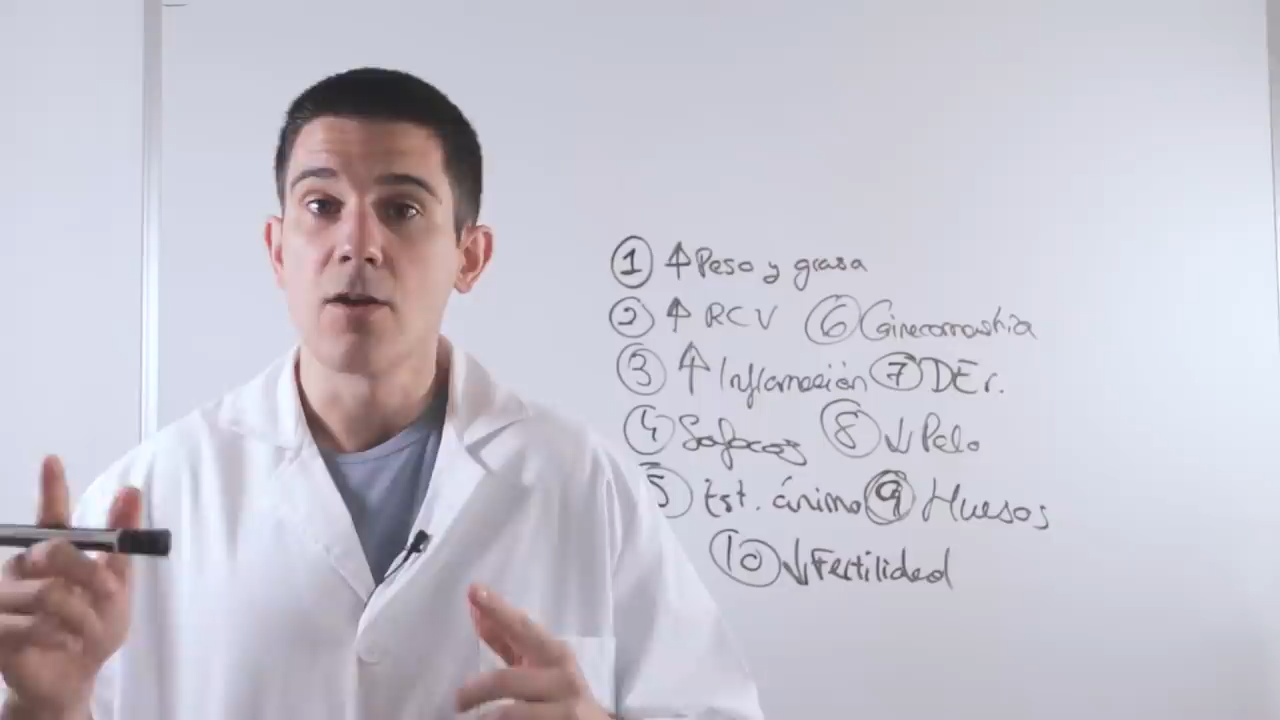 1 ↑ Peso y grasa
2 ↑ RCV 6 Ginecomastia
3 ↑ Inflamación 7 DEr.
4 Sofocos 8 ↓ Pelo
5 Est. ánimo 9 Huesos
10 ↓ Fertilidad